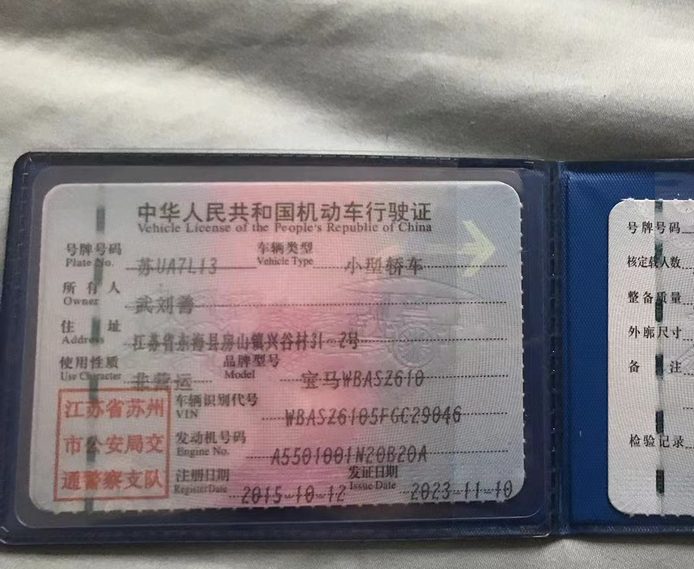 中华人民共和国机动车行驶证
Vehicle License of the People's Republic of China
号牌号码 苏UA7L13 车辆类型 小型轿车
Plate No. Vehicle Type
所有人 武刘善
Owner
住址 江苏省东海县房山镇兴谷村31-2号
Address
使用性质 非营运 品牌型号 宝马WBASZ610
Use Character Model
江苏省苏州
市公安局交
通警察支队
车辆识别代号 WBASZ6105FGC29046
VIN
发动机号码 A5501001N20B20A
Engine No.
注册日期 2015-10-12 发证日期 2023-11-10
Register Date Issue Date
号牌号码
核定载人数
整备质量
外廓尺寸
备注
检验记录